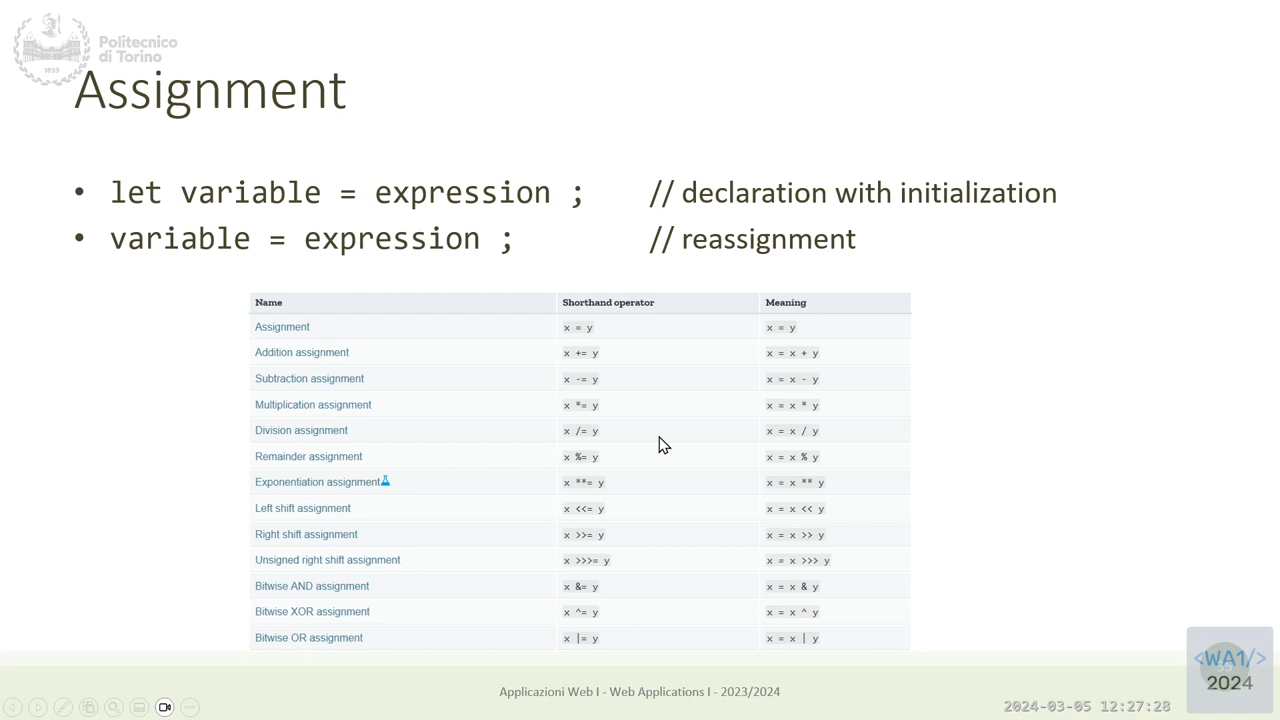 Politecnico
di Torino
1859
Assignment
• let variable = expression ; // declaration with initialization
• variable = expression ; // reassignment
Name Shorthand operator Meaning
Assignment x = y x = y
Addition assignment x += y x = x + y
Subtraction assignment x -= y x = x - y
Multiplication assignment x *= y x = x * y
Division assignment x /= y x = x / y
Remainder assignment x %= y x = x % y
Exponentiation assignment x **= y x = x ** y
Left shift assignment x <<= y x = x << y
Right shift assignment x >>= y x = x >> y
Unsigned right shift assignment x >>>= y x = x >>> y
Bitwise AND assignment x &= y x = x & y
Bitwise XOR assignment x ^= y x = x ^ y
Bitwise OR assignment x |= y x = x | y
Applicazioni Web I - Web Applications I - 2023/2024
2024-03-05 12:27:28
<WA1/>
2024